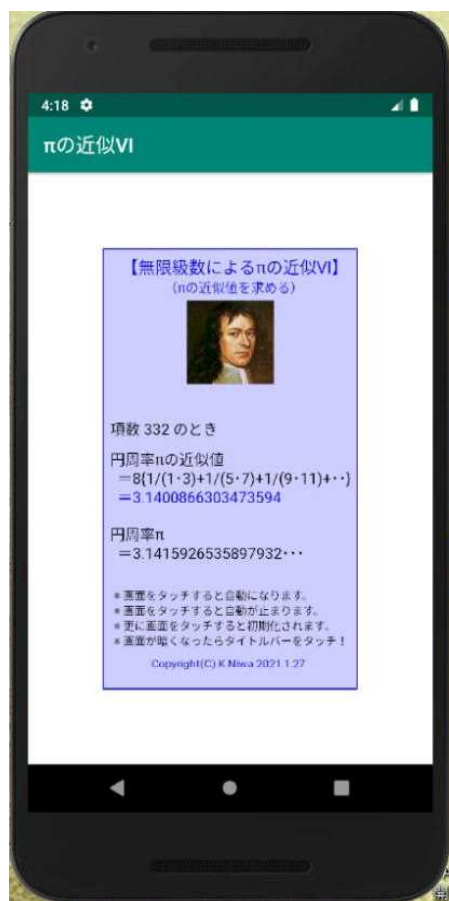 4:18
πの近似VI
【無限級数によるπの近似VI】
(πの近似値を求める)
項数 332 のとき
円周率πの近似値
＝8{1/(1･3)+1/(5･7)+1/(9･11)+･･}
＝3.1400866303473594
円周率π
＝3.1415926535897932･･･
※画面をタッチすると自動になります。
※画面をタッチすると自動が止まります。
※更に画面をタッチすると初期化されます。
※画面が暗くなったらタイトルバーをタッチ！
Copyright(C) K.Niwa 2021.1.27